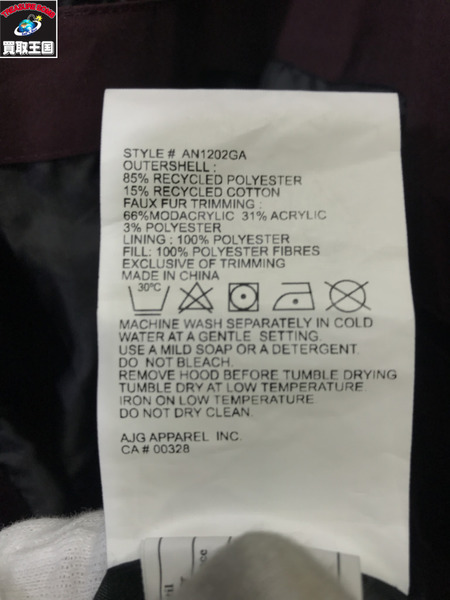 TREASURE KING
買取王国
STYLE # AN1202GA
OUTERSHELL :
85% RECYCLED POLYESTER
15% RECYCLED COTTON
FAUX FUR TRIMMING :
66%MODACRYLIC 31% ACRYLIC
3% POLYESTER
LINING : 100% POLYESTER
FILL: 100% POLYESTER FIBRES
EXCLUSIVE OF TRIMMING
MADE IN CHINA
30°C
MACHINE WASH SEPARATELY IN COLD
WATER AT A GENTLE SETTING.
USE A MILD SOAP OR A DETERGENT.
DO NOT BLEACH.
REMOVE HOOD BEFORE TUMBLE DRYING
TUMBLE DRY AT LOW TEMPERATURE.
IRON ON LOW TEMPERATURE.
DO NOT DRY CLEAN.
AJG APPAREL INC.
CA # 00328